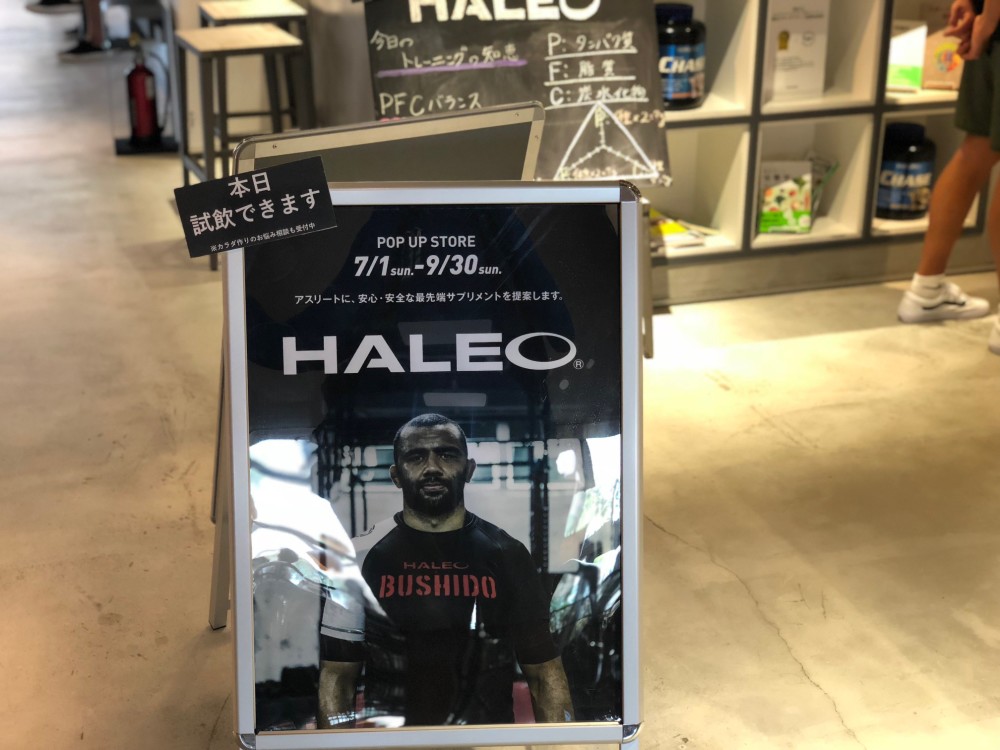 HALEO
今日の
トレーニングの知恵
PFCバランス
P:タンパク質
F:脂質
C:炭水化物
P
CHASE
CHASE
本日
試飲できます
※カラダ作りのお悩み相談も受付中
POP UP STORE
7/1sun.-9/30sun.
アスリートに、安心・安全な最先端サプリメントを提案します。
HALEO®
HALEO
BUSHIDO